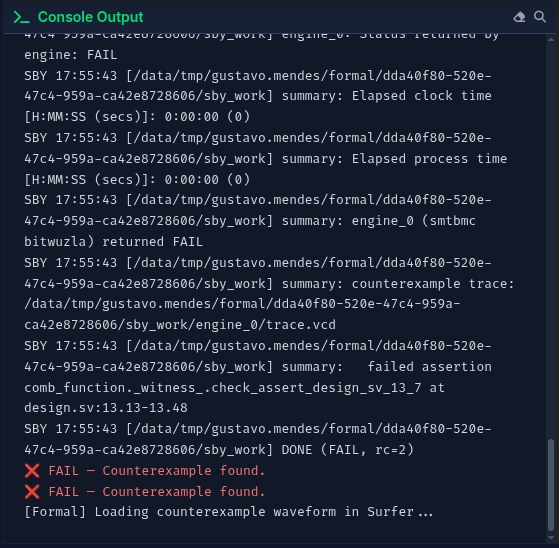 Console Output
47c4-959a-ca42e8728606/sby_work] engine_0: Status returned by
engine: FAIL
SBY 17:55:43 [/data/tmp/gustavo.mendes/formal/dda40f80-520e-
47c4-959a-ca42e8728606/sby_work] summary: Elapsed clock time
[H:MM:SS (secs)]: 0:00:00 (0)
SBY 17:55:43 [/data/tmp/gustavo.mendes/formal/dda40f80-520e-
47c4-959a-ca42e8728606/sby_work] summary: Elapsed process time
[H:MM:SS (secs)]: 0:00:00 (0)
SBY 17:55:43 [/data/tmp/gustavo.mendes/formal/dda40f80-520e-
47c4-959a-ca42e8728606/sby_work] summary: engine_0 (smtbmc
bitwuzla) returned FAIL
SBY 17:55:43 [/data/tmp/gustavo.mendes/formal/dda40f80-520e-
47c4-959a-ca42e8728606/sby_work] summary: counterexample trace:
/data/tmp/gustavo.mendes/formal/dda40f80-520e-47c4-959a-
ca42e8728606/sby_work/engine_0/trace.vcd
SBY 17:55:43 [/data/tmp/gustavo.mendes/formal/dda40f80-520e-
47c4-959a-ca42e8728606/sby_work] summary:   failed assertion
comb_function._witness_.check_assert_design_sv_13_7 at
design.sv:13.13-13.48
SBY 17:55:43 [/data/tmp/gustavo.mendes/formal/dda40f80-520e-
47c4-959a-ca42e8728606/sby_work] DONE (FAIL, rc=2)
❌ FAIL — Counterexample found.
❌ FAIL — Counterexample found.
[Formal] Loading counterexample waveform in Surfer...